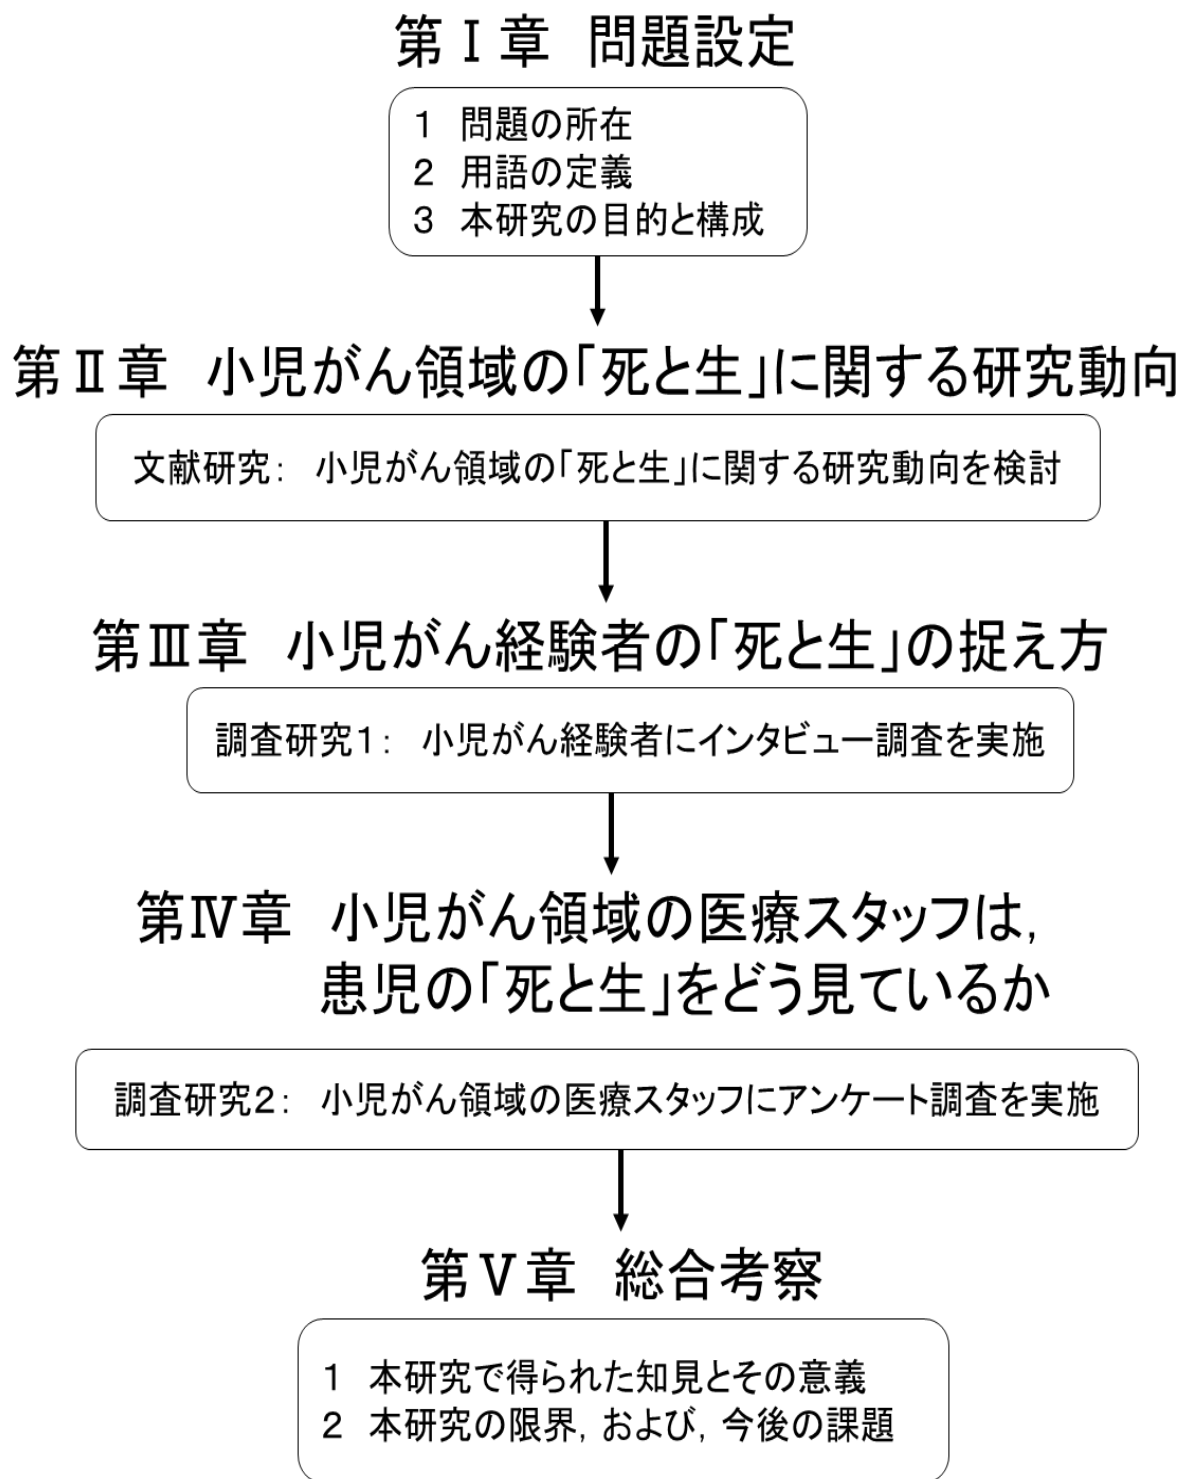 第Ⅰ章 問題設定
1 問題の所在
2 用語の定義
3 本研究の目的と構成
第Ⅱ章 小児がん領域の「死と生」に関する研究動向
文献研究： 小児がん領域の「死と生」に関する研究動向を検討
第Ⅲ章 小児がん経験者の「死と生」の捉え方
調査研究1： 小児がん経験者にインタビュー調査を実施
第Ⅳ章 小児がん領域の医療スタッフは,
患児の「死と生」をどう見ているか
調査研究2： 小児がん領域の医療スタッフにアンケート調査を実施
第Ⅴ章 総合考察
1 本研究で得られた知見とその意義
2 本研究の限界, および, 今後の課題